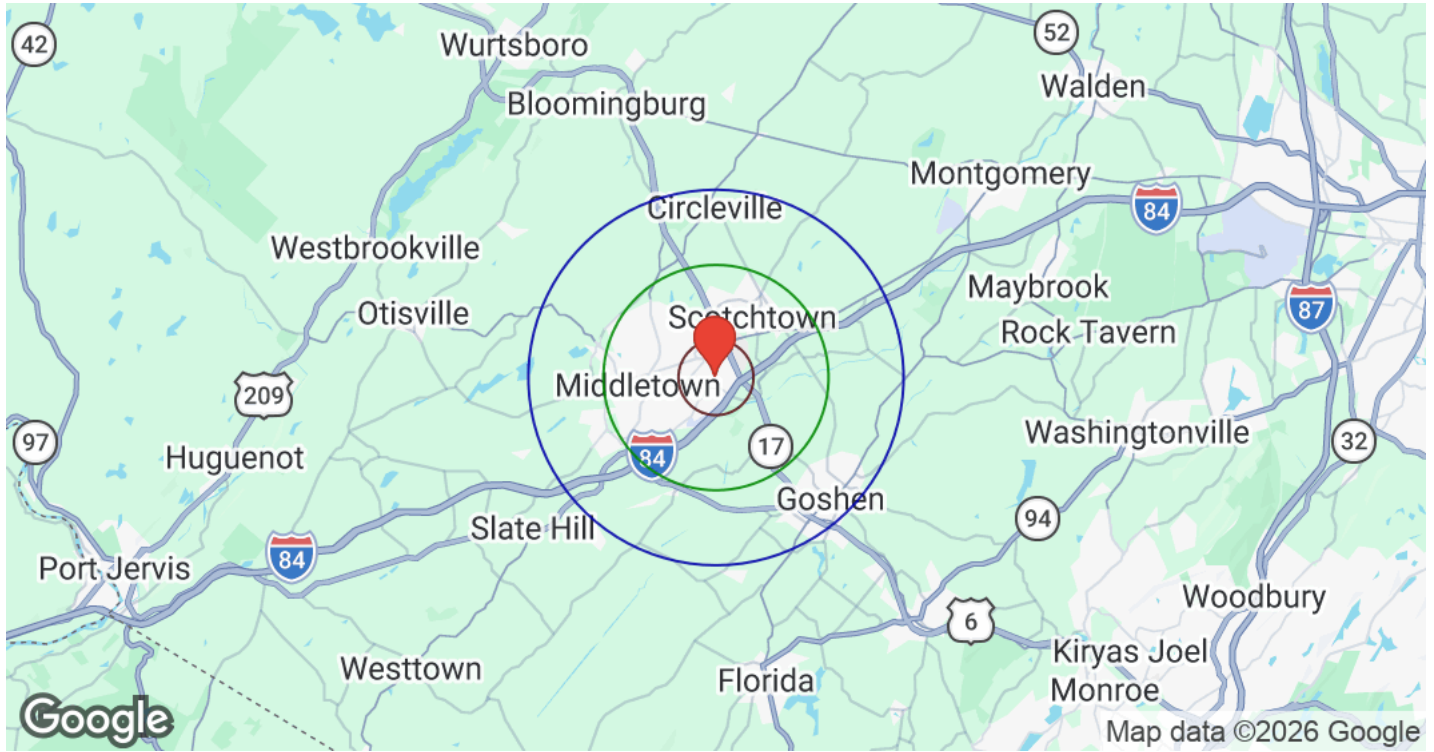 42
Wurtsboro
52
Walden
Bloomingburg
Montgomery
84
Circleville
Westbrookville
Maybrook
87
Otisville
Scotchtown
Rock Tavern
Middletown
209
97
Washingtonville
32
17
84
Huguenot
Goshen
94
Slate Hill
84
Port Jervis
Woodbury
6
Kiryas Joel
Westtown
Florida
Monroe
Google
Map data ©2026 Google